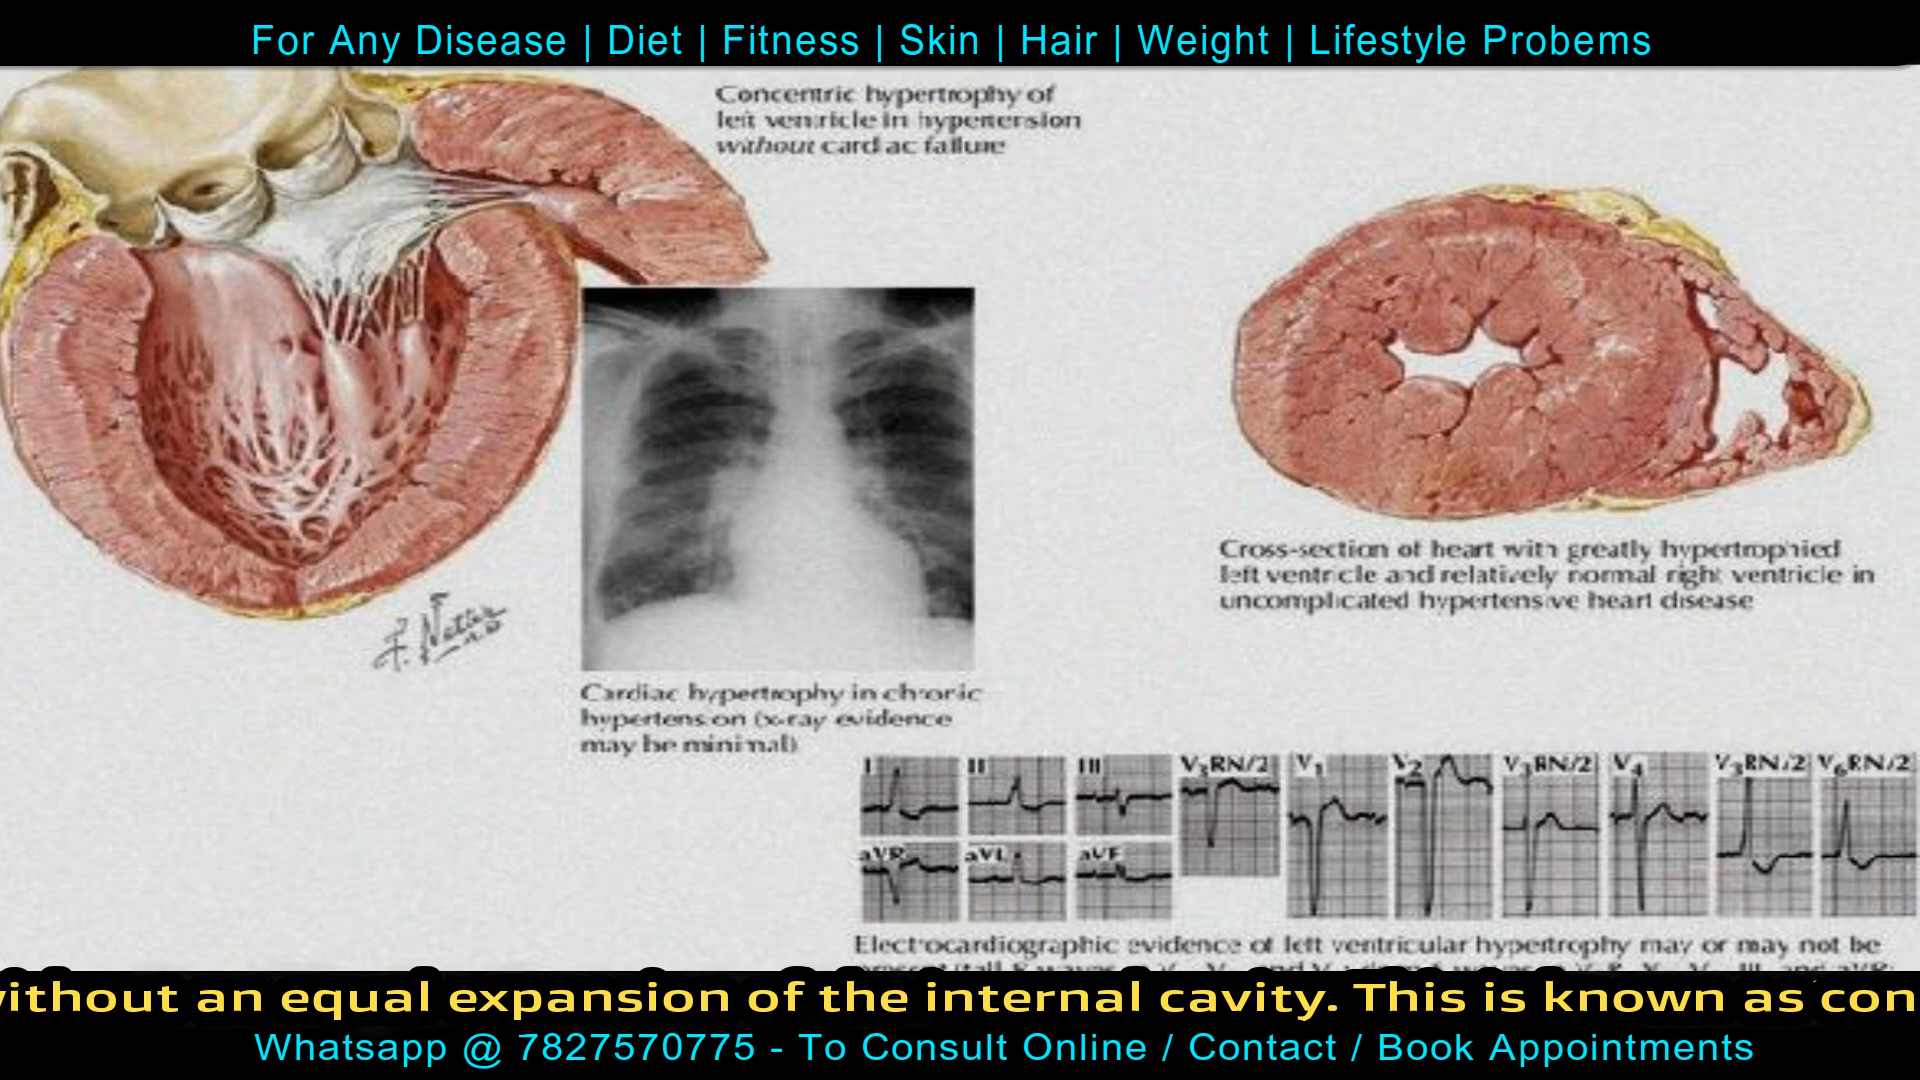 For Any Disease | Diet | Fitness | Skin | Hair | Weight | Lifestyle Probems
Concentric hypertrophy of
left ventricle in hypertension
without cardiac failure
F. Netter
M.D.
Cross-section of heart with greatly hypertrophied
left ventricle and relatively normal right ventricle in
uncomplicated hypertensive heart disease
Cardiac hypertrophy in chronic
hypertension (x-ray evidence
may be minimal)
I II III V3RN/2 V1 V2 V3RN/2 V4 V5RN/2 V6RN/2
aVR aVL aVF
Electrocardiographic evidence of left ventricular hypertrophy may or may not be
ithout an equal expansion of the internal cavity. This is known as con
Whatsapp @ 7827570775 - To Consult Online / Contact / Book Appointments